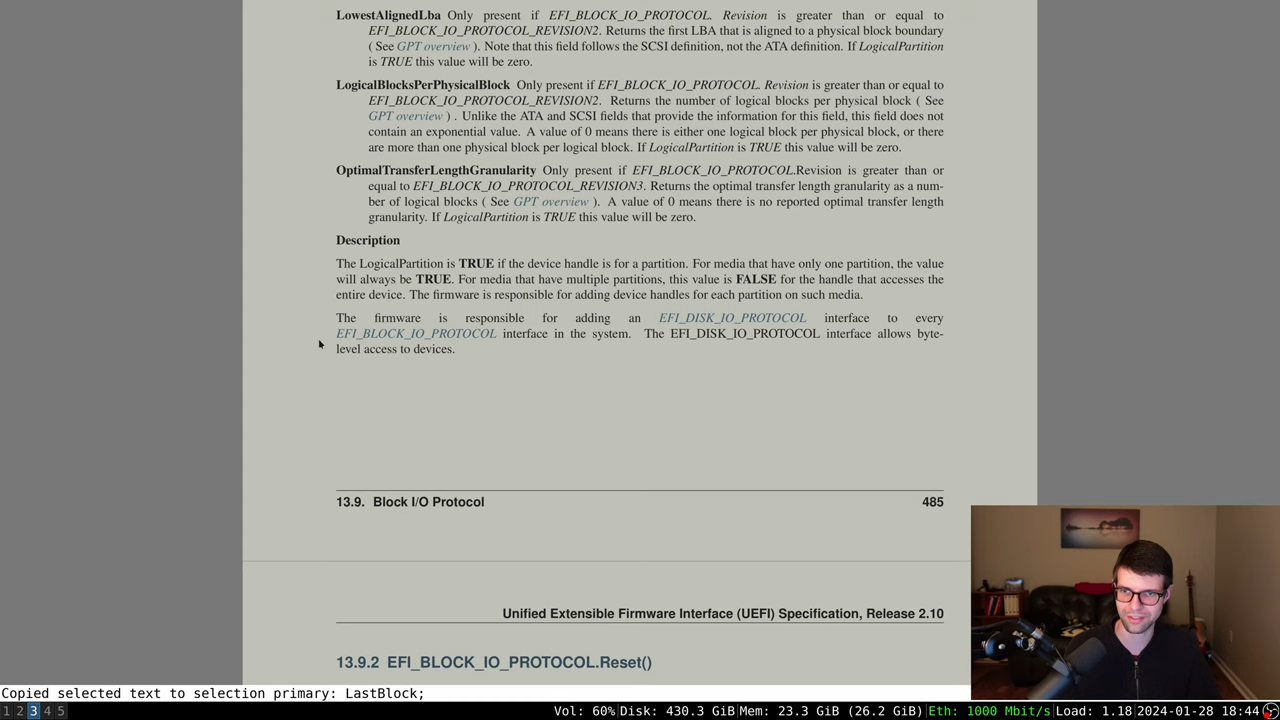 LowestAlignedLba Only present if EFI_BLOCK_IO_PROTOCOL. Revision is greater than or equal to
EFI_BLOCK_IO_PROTOCOL_REVISION2. Returns the first LBA that is aligned to a physical block boundary
( See GPT overview ). Note that this field follows the SCSI definition, not the ATA definition. If LogicalPartition
is TRUE this value will be zero.
LogicalBlocksPerPhysicalBlock Only present if EFI_BLOCK_IO_PROTOCOL. Revision is greater than or equal to
EFI_BLOCK_IO_PROTOCOL_REVISION2. Returns the number of logical blocks per physical block ( See
GPT overview ) . Unlike the ATA and SCSI fields that provide the information for this field, this field does not
contain an exponential value. A value of 0 means there is either one logical block per physical block, or there
are more than one physical block per logical block. If LogicalPartition is TRUE this value will be zero.
OptimalTransferLengthGranularity Only present if EFI_BLOCK_IO_PROTOCOL.Revision is greater than or
equal to EFI_BLOCK_IO_PROTOCOL_REVISION3. Returns the optimal transfer length granularity as a num-
ber of logical blocks ( See GPT overview ). A value of 0 means there is no reported optimal transfer length
granularity. If LogicalPartition is TRUE this value will be zero.
Description
The LogicalPartition is TRUE if the device handle is for a partition. For media that have only one partition, the value
will always be TRUE. For media that have multiple partitions, this value is FALSE for the handle that accesses the
entire device. The firmware is responsible for adding device handles for each partition on such media.
The firmware is responsible for adding an EFI_DISK_IO_PROTOCOL interface to every
EFI_BLOCK_IO_PROTOCOL interface in the system. The EFI_DISK_IO_PROTOCOL interface allows byte-
level access to devices.
13.9. Block I/O Protocol 485
Unified Extensible Firmware Interface (UEFI) Specification, Release 2.10
13.9.2 EFI_BLOCK_IO_PROTOCOL.Reset()
Copied selected text to selection primary: LastBlock;
1 2 3 4 5 Vol: 60% Disk: 430.3 GiB Mem: 23.3 GiB (26.2 GiB) Eth: 1000 Mbit/s Load: 1.18 2024-01-28 18:44